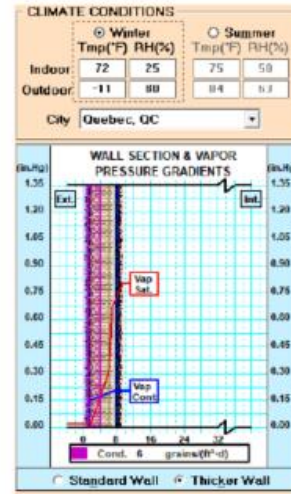 CLIMATE CONDITIONS
Winter Summer
Tmp(°F) RH(%) Tmp(°F) RH(%)
Indoor 72 25 75 50
Outdoor -11 80 84 63
City Quebec, QC
WALL SECTION & VAPOR
(in.Hg) PRESSURE GRADIENTS (in.Hg)
1.35 1.35
Ext. Int.
1.20 1.20
1.05 1.05
0.90 0.90
0.75 Vap 0.75
Sat.
0.60 0.60
0.45 0.45
0.30 0.30
0.15 Vap 0.15
Cont
0.00 0.00
0 8 16 24 32
Cond. 6 grains/(ft²-d)
Standard Wall Thicker Wall